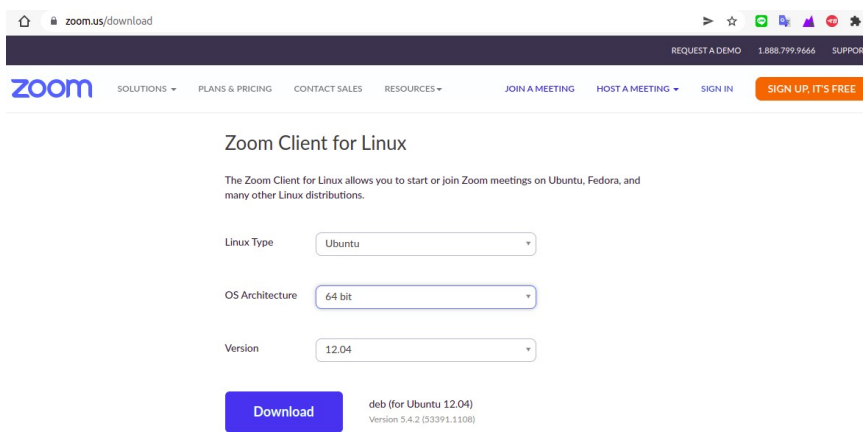 zoom.us/download
REQUEST A DEMO 1.888.799.9666 SUPPOR
zoom SOLUTIONS PLANS & PRICING CONTACT SALES RESOURCES JOIN A MEETING HOST A MEETING SIGN IN SIGN UP, IT'S FREE
Zoom Client for Linux
The Zoom Client for Linux allows you to start or join Zoom meetings on Ubuntu, Fedora, and
many other Linux distributions.
Linux Type Ubuntu
OS Architecture 64 bit
Version 12.04
Download deb (for Ubuntu 12.04)
Version 5.4.2 (53391.1108)